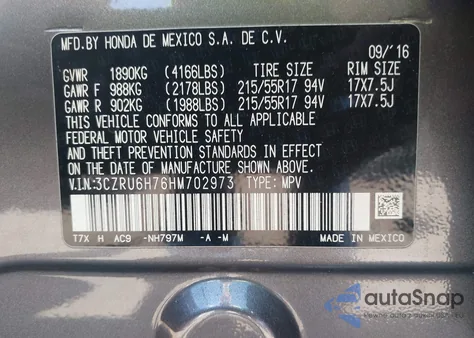 MFD.BY HONDA DE MEXICO S.A. DE C.V.
09/'16
GVWR 1890KG (4166LBS) TIRE SIZE RIM SIZE
GAWR F 988KG (2178LBS) 215/55R17 94V 17X7.5J
GAWR R 902KG (1988LBS) 215/55R17 94V 17X7.5J
THIS VEHICLE CONFORMS TO ALL APPLICABLE
FEDERAL MOTOR VEHICLE SAFETY
AND THEFT PREVENTION STANDARDS IN
EFFECT ON THE DATE OF MANUFACTURE
SHOWN ABOVE.
V.I.N.:3CZRU6H76HM702973 TYPE: MPV
T7X H AC9 -NH797M -A -M MADE IN MEXICO
autoSnap